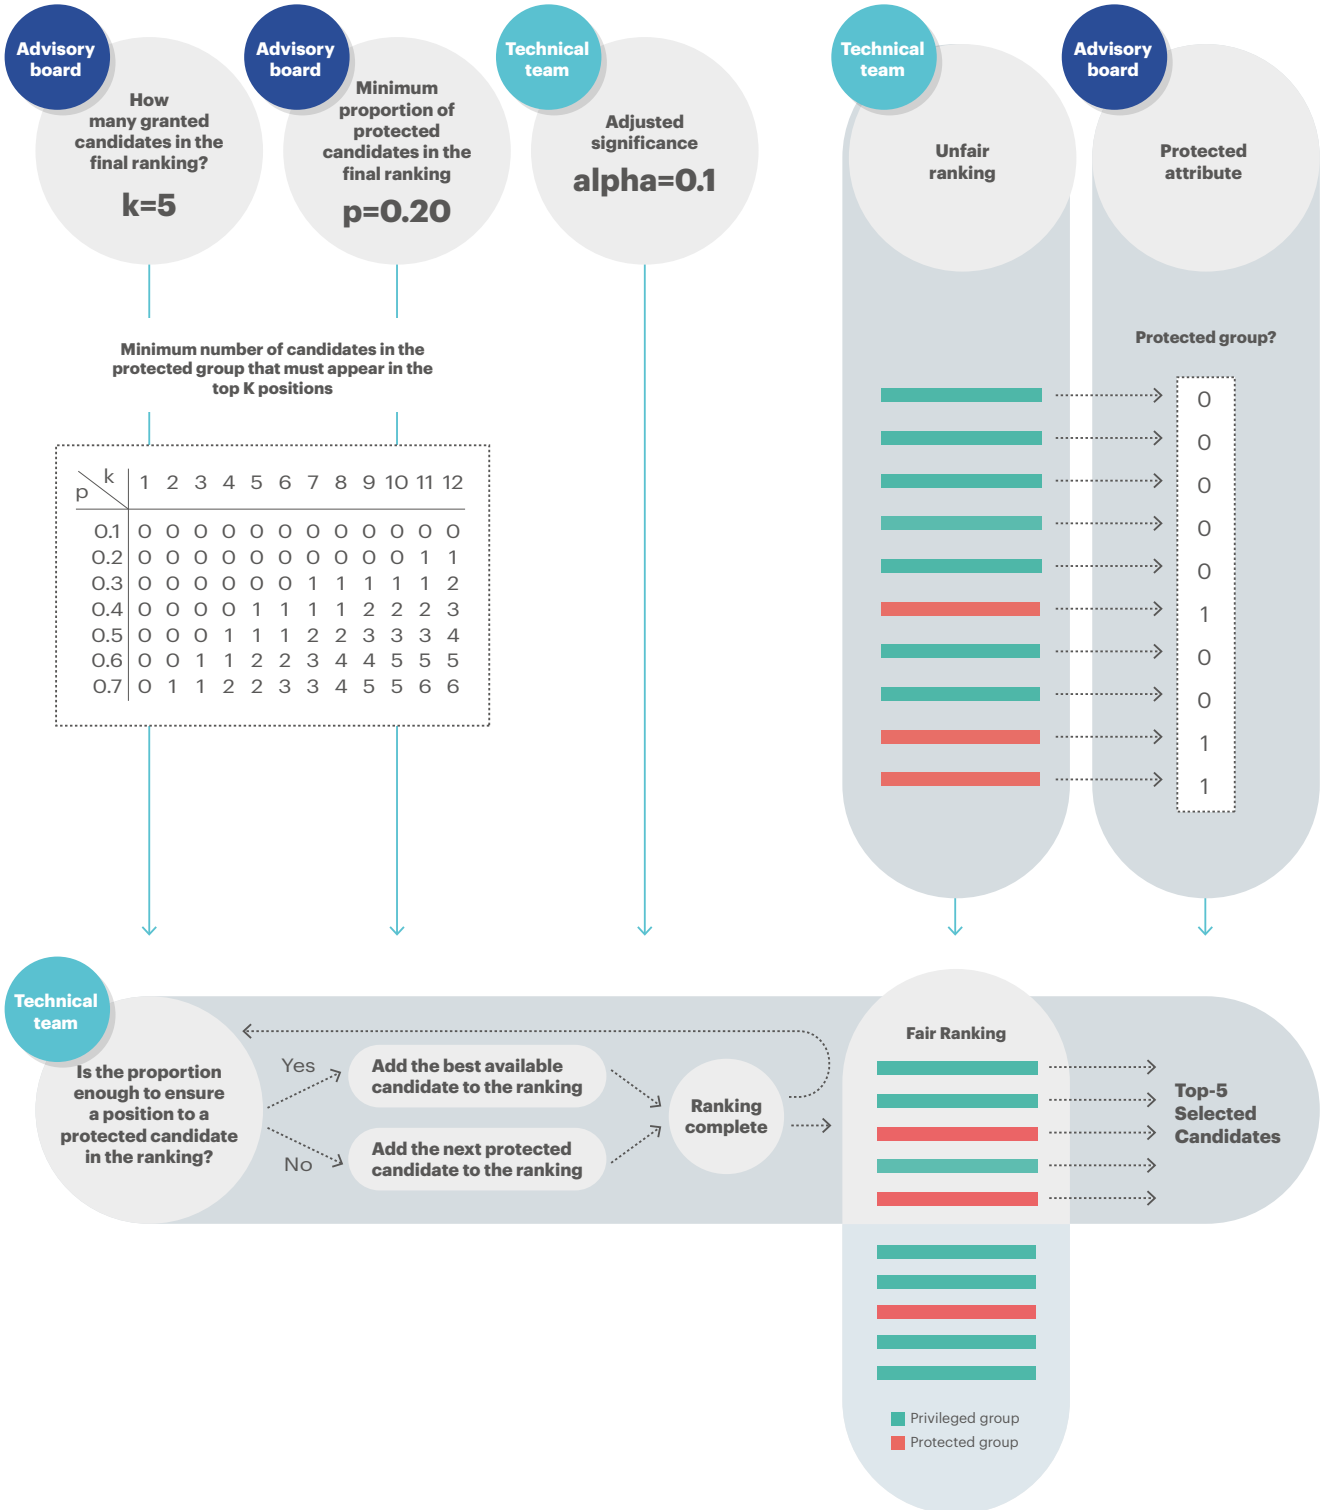 Advisory
board
How
many granted
candidates in the
final ranking?
k=5
Advisory
board
Minimum
proportion of
protected
candidates in the
final ranking
p=0.20
Technical
team
Adjusted
significance
alpha=0.1
Technical
team
Unfair
ranking
Advisory
board
Protected
attribute
Minimum number of candidates in the
protected group that must appear in the
top K positions
p k 1 2 3 4 5 6 7 8 9 10 11 12
0.1 0 0 0 0 0 0 0 0 0 0 0 0
0.2 0 0 0 0 0 0 0 0 0 0 1 1
0.3 0 0 0 0 0 0 1 1 1 1 1 2
0.4 0 0 0 0 1 1 1 1 2 2 2 3
0.5 0 0 0 1 1 1 2 2 3 3 3 4
0.6 0 0 1 1 2 2 3 4 4 5 5 5
0.7 0 1 1 2 2 3 3 4 5 5 6 6
Protected group?
0
0
0
0
0
1
0
0
1
1
Technical
team
Is the proportion
enough to ensure
a position to a
protected candidate
in the ranking?
Yes
Add the best available
candidate to the ranking
No
Add the next protected
candidate to the ranking
Ranking
complete
Fair Ranking
Top-5
Selected
Candidates
Privileged group
Protected group